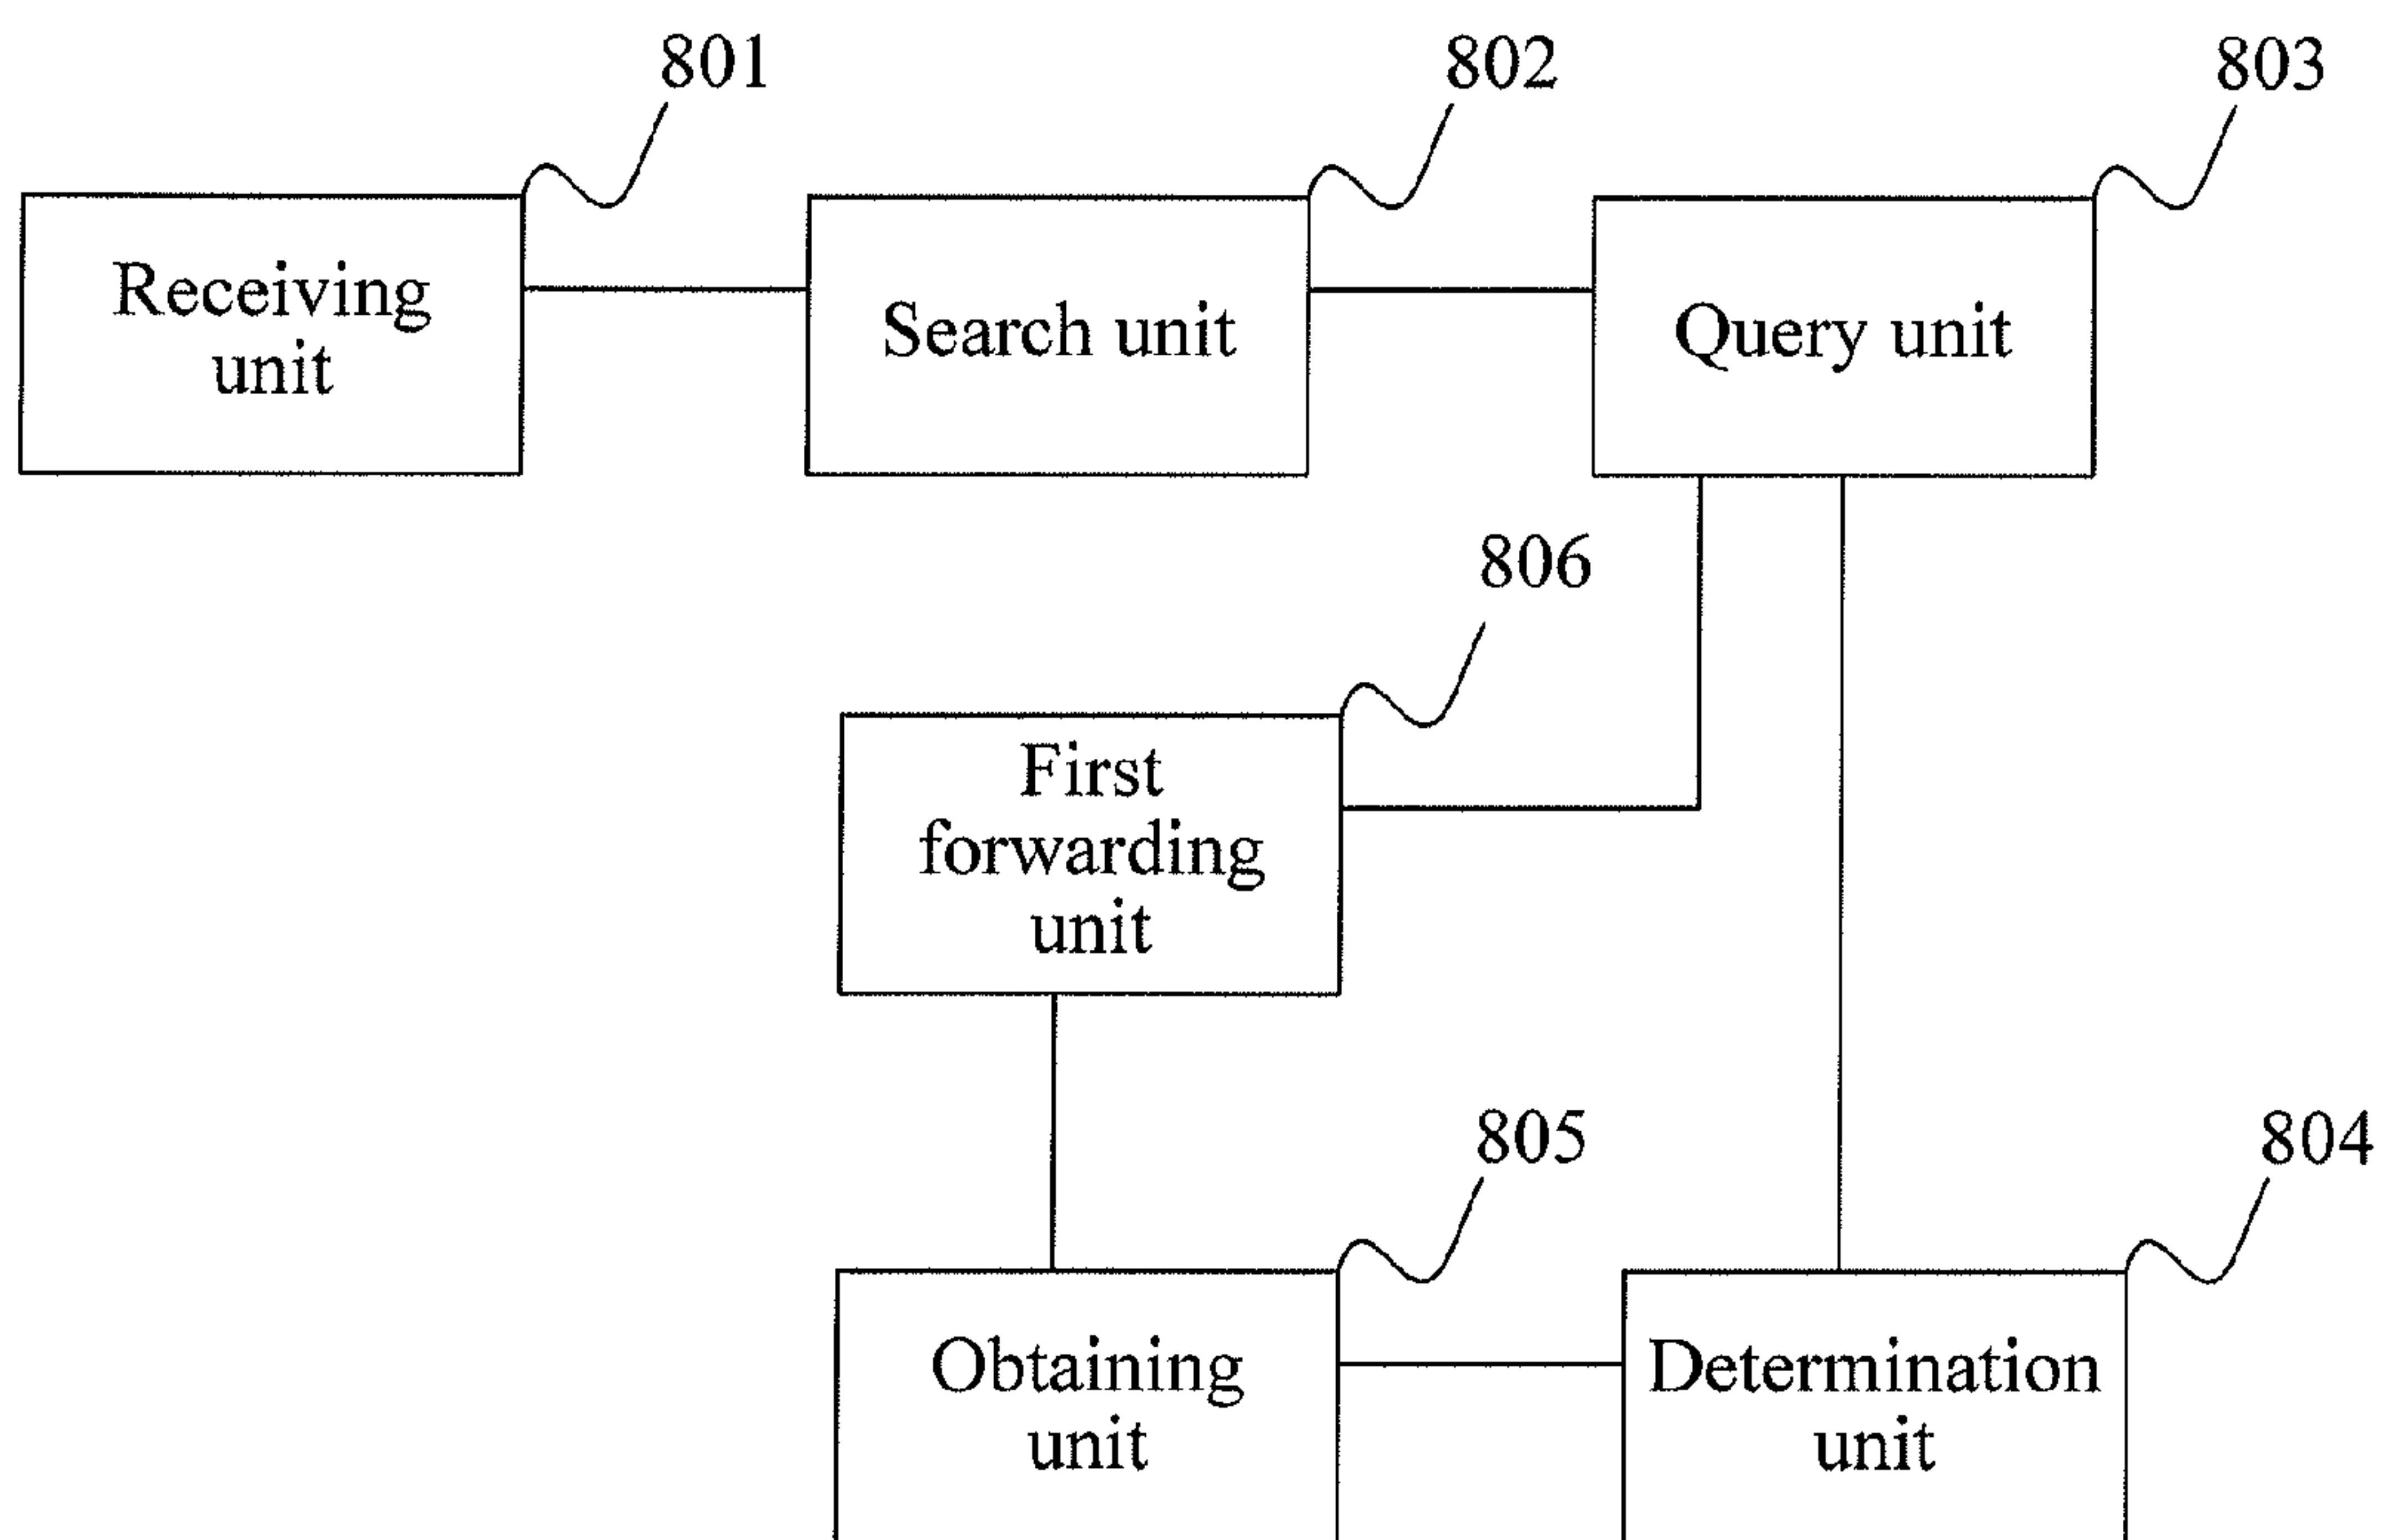 801
802
803
Receiving
unit
Search unit
Query unit
806
First
forwarding
unit
805
804
Obtaining
unit
Determination
unit